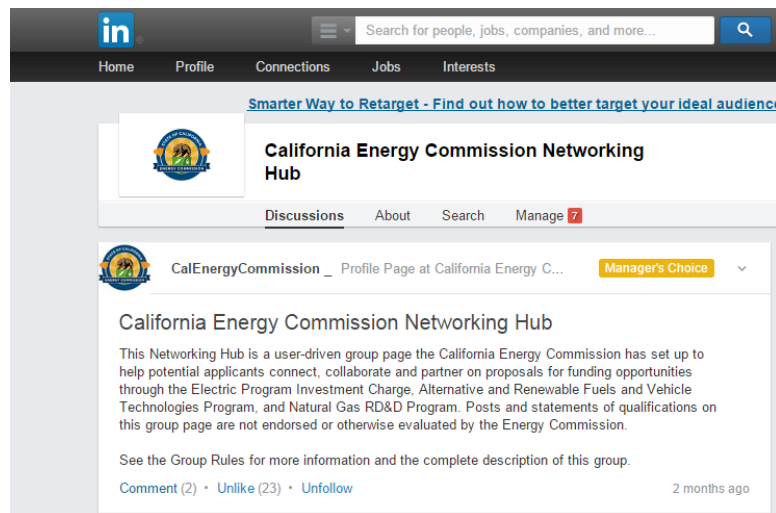 in
Search for people, jobs, companies, and more...
Home Profile Connections Jobs Interests
Smarter Way to Retarget - Find out how to better target your ideal audience
STATE OF CALIFORNIA
ENERGY COMMISSION
California Energy Commission Networking
Hub
Discussions About Search Manage 7
CalEnergyCommission _ Profile Page at California Energy C... Manager's Choice
California Energy Commission Networking Hub
This Networking Hub is a user-driven group page the California Energy Commission has set up to
help potential applicants connect, collaborate and partner on proposals for funding opportunities
through the Electric Program Investment Charge, Alternative and Renewable Fuels and Vehicle
Technologies Program, and Natural Gas RD&D Program. Posts and statements of qualifications on
this group page are not endorsed or otherwise evaluated by the Energy Commission.
See the Group Rules for more information and the complete description of this group.
Comment (2) • Unlike (23) • Unfollow 2 months ago